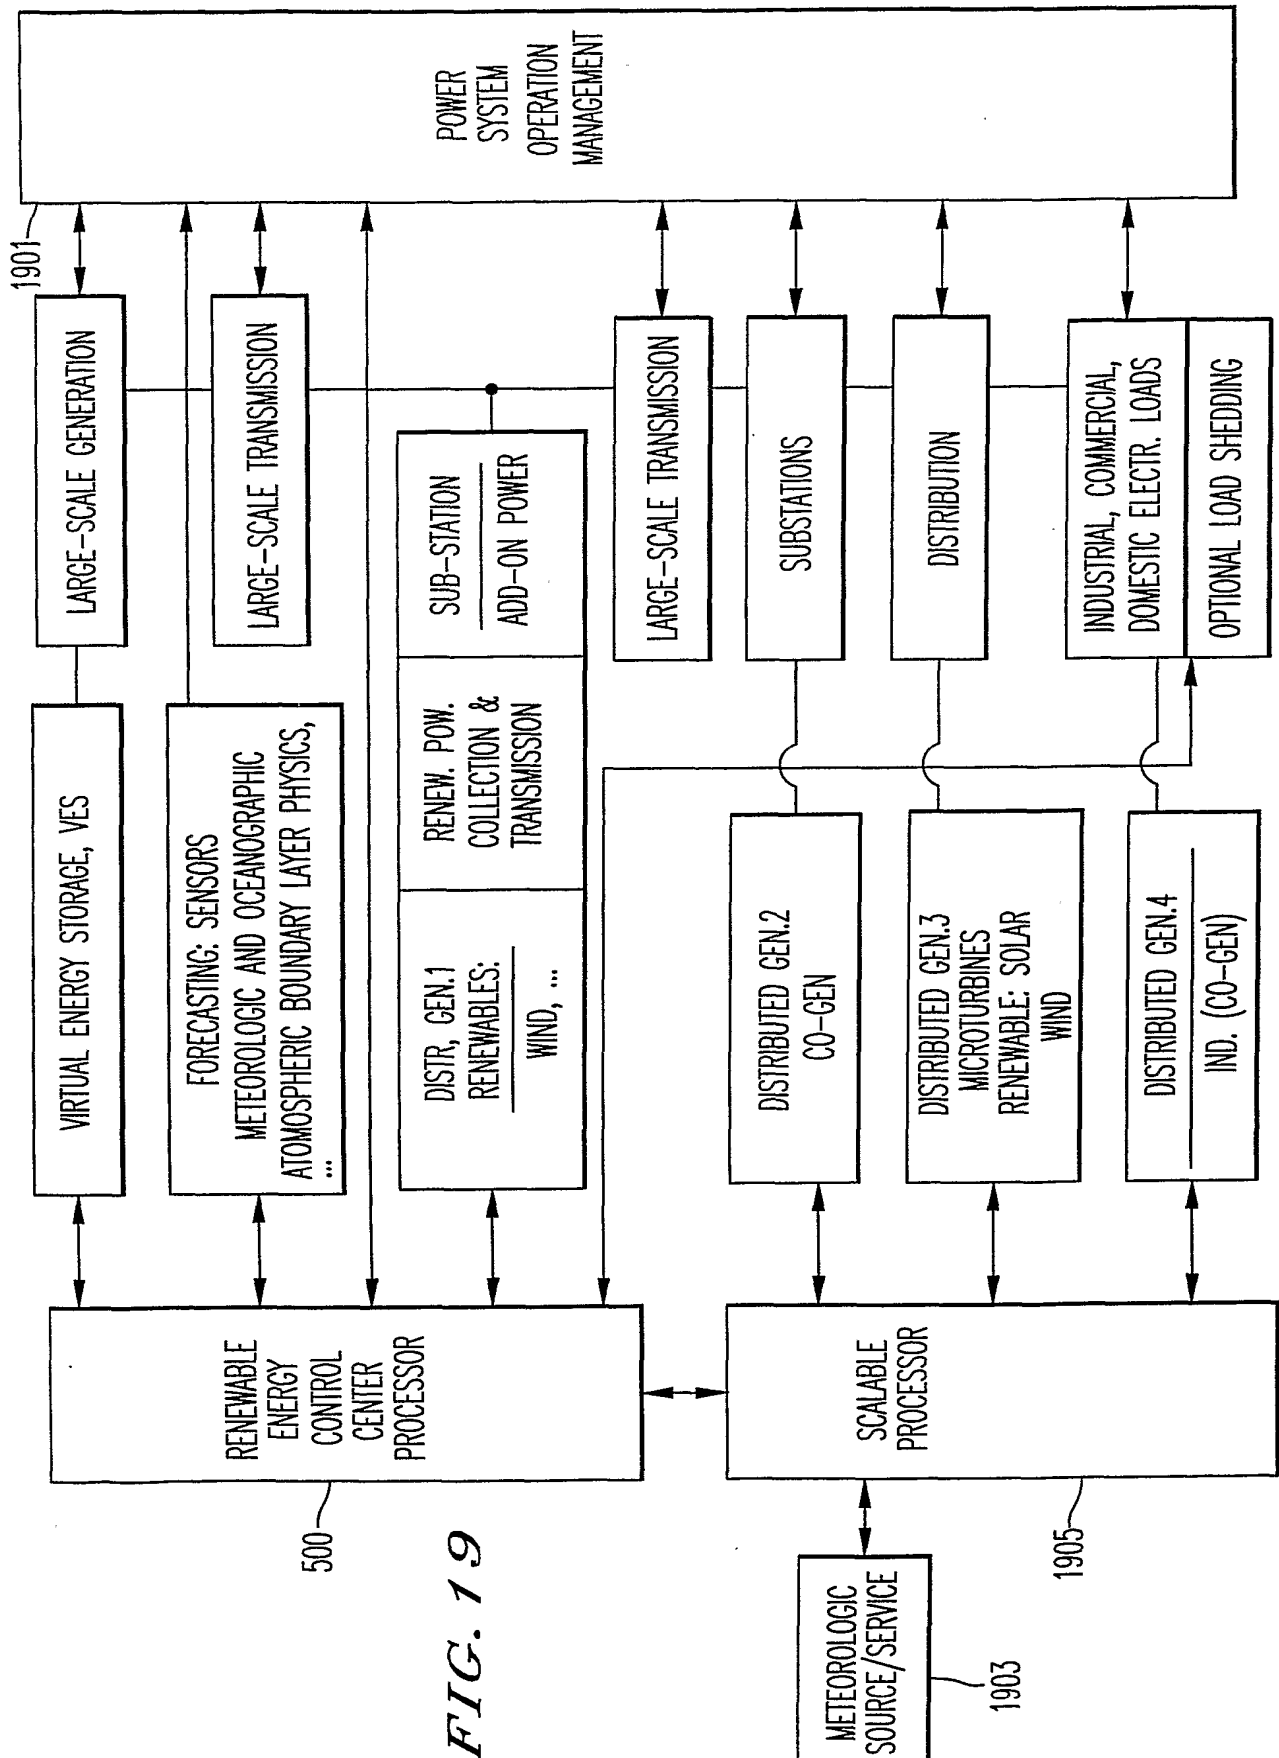 1901
POWER
SYSTEM
OPERATION
MANAGEMENT
LARGE-SCALE GENERATION
LARGE-SCALE TRANSMISSION
SUB-STATION
ADD-ON POWER
LARGE-SCALE TRANSMISSION
SUBSTATIONS
DISTRIBUTION
INDUSTRIAL, COMMERCIAL,
DOMESTIC ELECTR. LOADS
OPTIONAL LOAD SHEDDING
VIRTUAL ENERGY STORAGE, VES
FORECASTING: SENSORS
METEOROLOGIC AND OCEANOGRAPHIC
ATOMOSPHERIC BOUNDARY LAYER PHYSICS,
...
RENEW. POW.
COLLECTION &
TRANSMISSION
DISTR, GEN.1
RENEWABLES:
WIND, ...
DISTRIBUTED GEN.2
CO-GEN
DISTRIBUTED GEN.3
MICROTURBINES
RENEWABLE: SOLAR
WIND
DISTRIBUTED GEN.4
IND. (CO-GEN)
RENEWABLE
ENERGY
CONTROL
CENTER
PROCESSOR
500
SCALABLE
PROCESSOR
1905
METEOROLOGIC
SOURCE/SERVICE
1903
FIG. 19